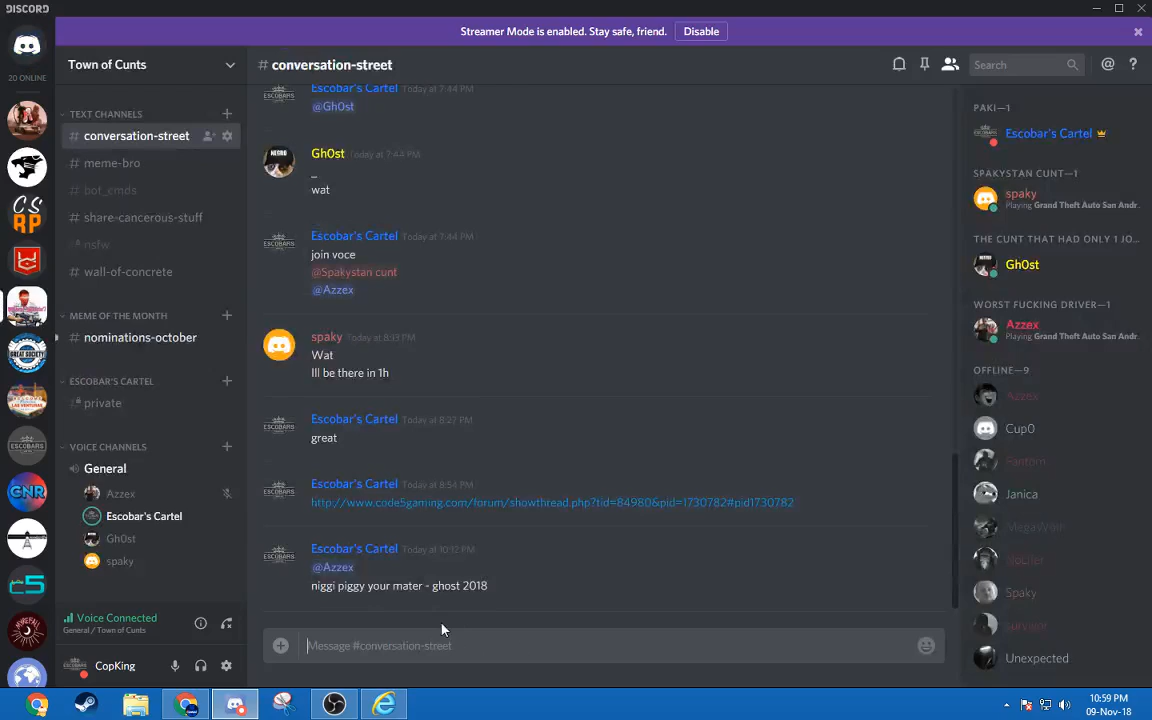 DISCORD
Streamer Mode is enabled. Stay safe, friend.
Disable
20 ONLINE
Town of Cunts
TEXT CHANNELS
# conversation-street
# meme-bro
# bot_cmds
# share-cancerous-stuff
nsfw
# wall-of-concrete
MEME OF THE MONTH
# nominations-october
ESCOBAR'S CARTEL
private
VOICE CHANNELS
General
Azzex
Escobar's Cartel
Gh0st
spaky
Voice Connected
General / Town of Cunts
CopKing
# conversation-street
Search
Escobar's Cartel Today at 7:44 PM
@Gh0st
Gh0st Today at 7:44 PM
_
wat
Escobar's Cartel Today at 7:44 PM
join voce
@Spakystan cunt
@Azzex
spaky Today at 8:33 PM
Wat
Ill be there in 1h
Escobar's Cartel Today at 8:27 PM
great
Escobar's Cartel Today at 8:54 PM
http://www.code5gaming.com/forum/showthread.php?tid=84980&pid=1730782#pid1730782
Escobar's Cartel Today at 10:12 PM
@Azzex
niggi piggy your mater - ghost 2018
Message #conversation-street
PAKI—1
Escobar's Cartel
SPAKYSTAN CUNT—1
spaky
Playing Grand Theft Auto San Andr.
THE CUNT THAT HAD ONLY 1 JO...
Gh0st
WORST FUCKING DRIVER—1
Azzex
Playing Grand Theft Auto San Andr.
OFFLINE—9
Azzex
Cup0
Fantom
Janica
Spaky
Unexpected
NEGRO
CS
RP
GREAT
SOCIETY
ESCOBARS
GNR
10:59 PM
09-Nov-18